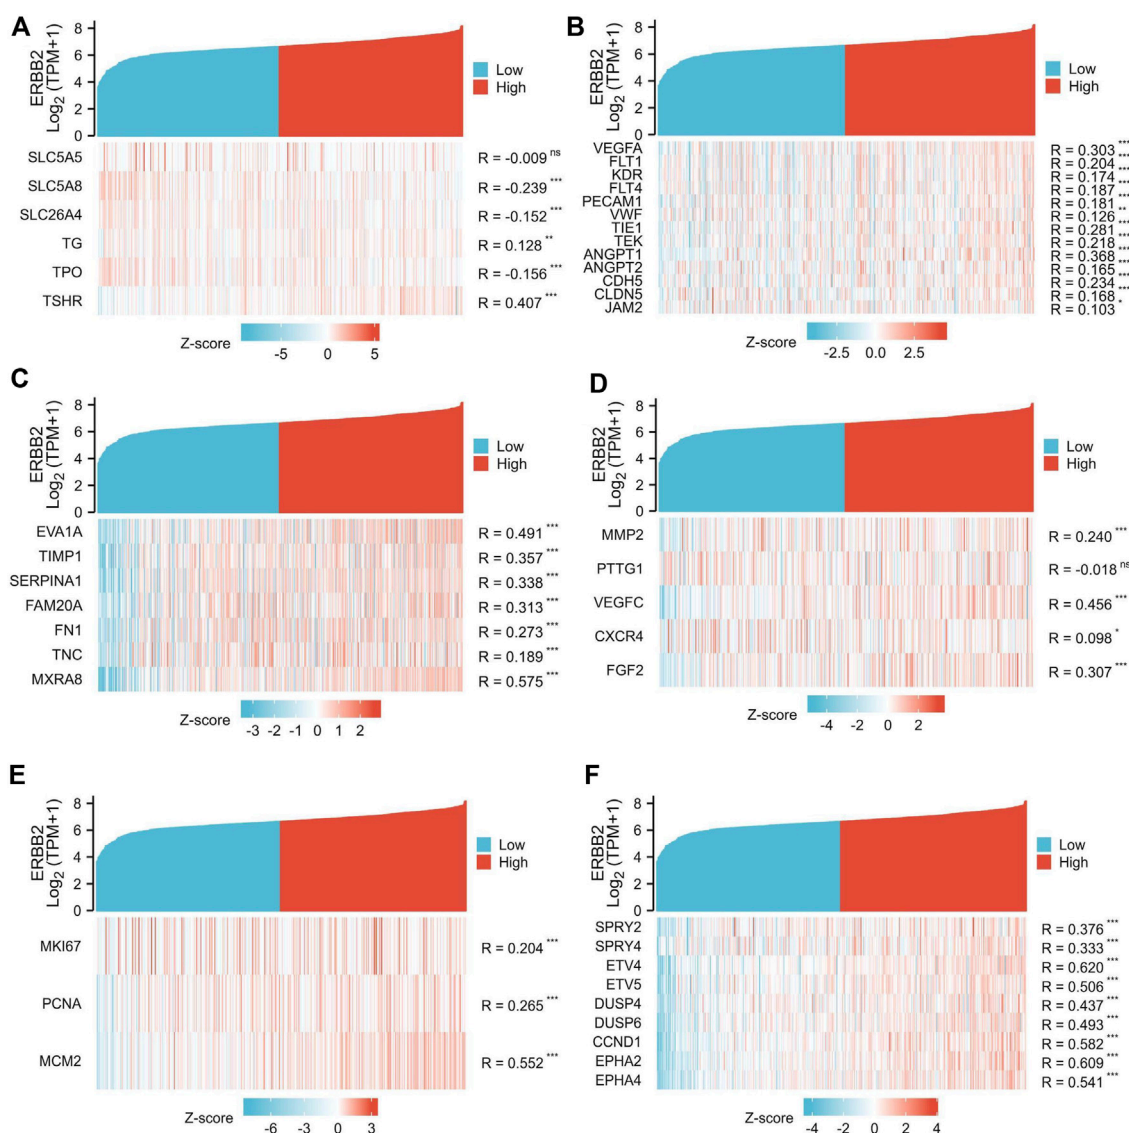 A
ERBB2
Log2 (TPM+1)
8
6
4
2
0
Low
High
SLC5A5 R = -0.009 ns
SLC5A8 R = -0.239 ***
SLC26A4 R = -0.152 ***
TG R = 0.128 **
TPO R = -0.156 ***
TSHR R = 0.407 ***
Z-score -5 0 5
B
ERBB2
Log2 (TPM+1)
8
6
4
2
0
Low
High
VEGFA R = 0.303 ***
FLT1 R = 0.204 ***
KDR R = 0.174 ***
FLT4 R = 0.187 ***
PECAM1 R = 0.181 ***
VWF R = 0.126 **
TIE1 R = 0.281 ***
TEK R = 0.218 ***
ANGPT1 R = 0.368 ***
ANGPT2 R = 0.165 ***
CDH5 R = 0.234 ***
CLDN5 R = 0.168 ***
JAM2 R = 0.103 *
Z-score -2.5 0.0 2.5
C
ERBB2
Log2 (TPM+1)
8
6
4
2
0
Low
High
EVA1A R = 0.491 ***
TIMP1 R = 0.357 ***
SERPINA1 R = 0.338 ***
FAM20A R = 0.313 ***
FN1 R = 0.273 ***
TNC R = 0.189 ***
MXRA8 R = 0.575 ***
Z-score -3 -2 -1 0 1 2
D
ERBB2
Log2 (TPM+1)
8
6
4
2
0
Low
High
MMP2 R = 0.240 ***
PTTG1 R = -0.018 ns
VEGFC R = 0.456 ***
CXCR4 R = 0.098 *
FGF2 R = 0.307 ***
Z-score -4 -2 0 2
E
ERBB2
Log2 (TPM+1)
8
6
4
2
0
Low
High
MKI67 R = 0.204 ***
PCNA R = 0.265 ***
MCM2 R = 0.552 ***
Z-score -6 -3 0 3
F
ERBB2
Log2 (TPM+1)
8
6
4
2
0
Low
High
SPRY2 R = 0.376 ***
SPRY4 R = 0.333 ***
ETV4 R = 0.620 ***
ETV5 R = 0.506 ***
DUSP4 R = 0.437 ***
DUSP6 R = 0.493 ***
CCND1 R = 0.582 ***
EPHA2 R = 0.609 ***
EPHA4 R = 0.541 ***
Z-score -4 -2 0 2 4